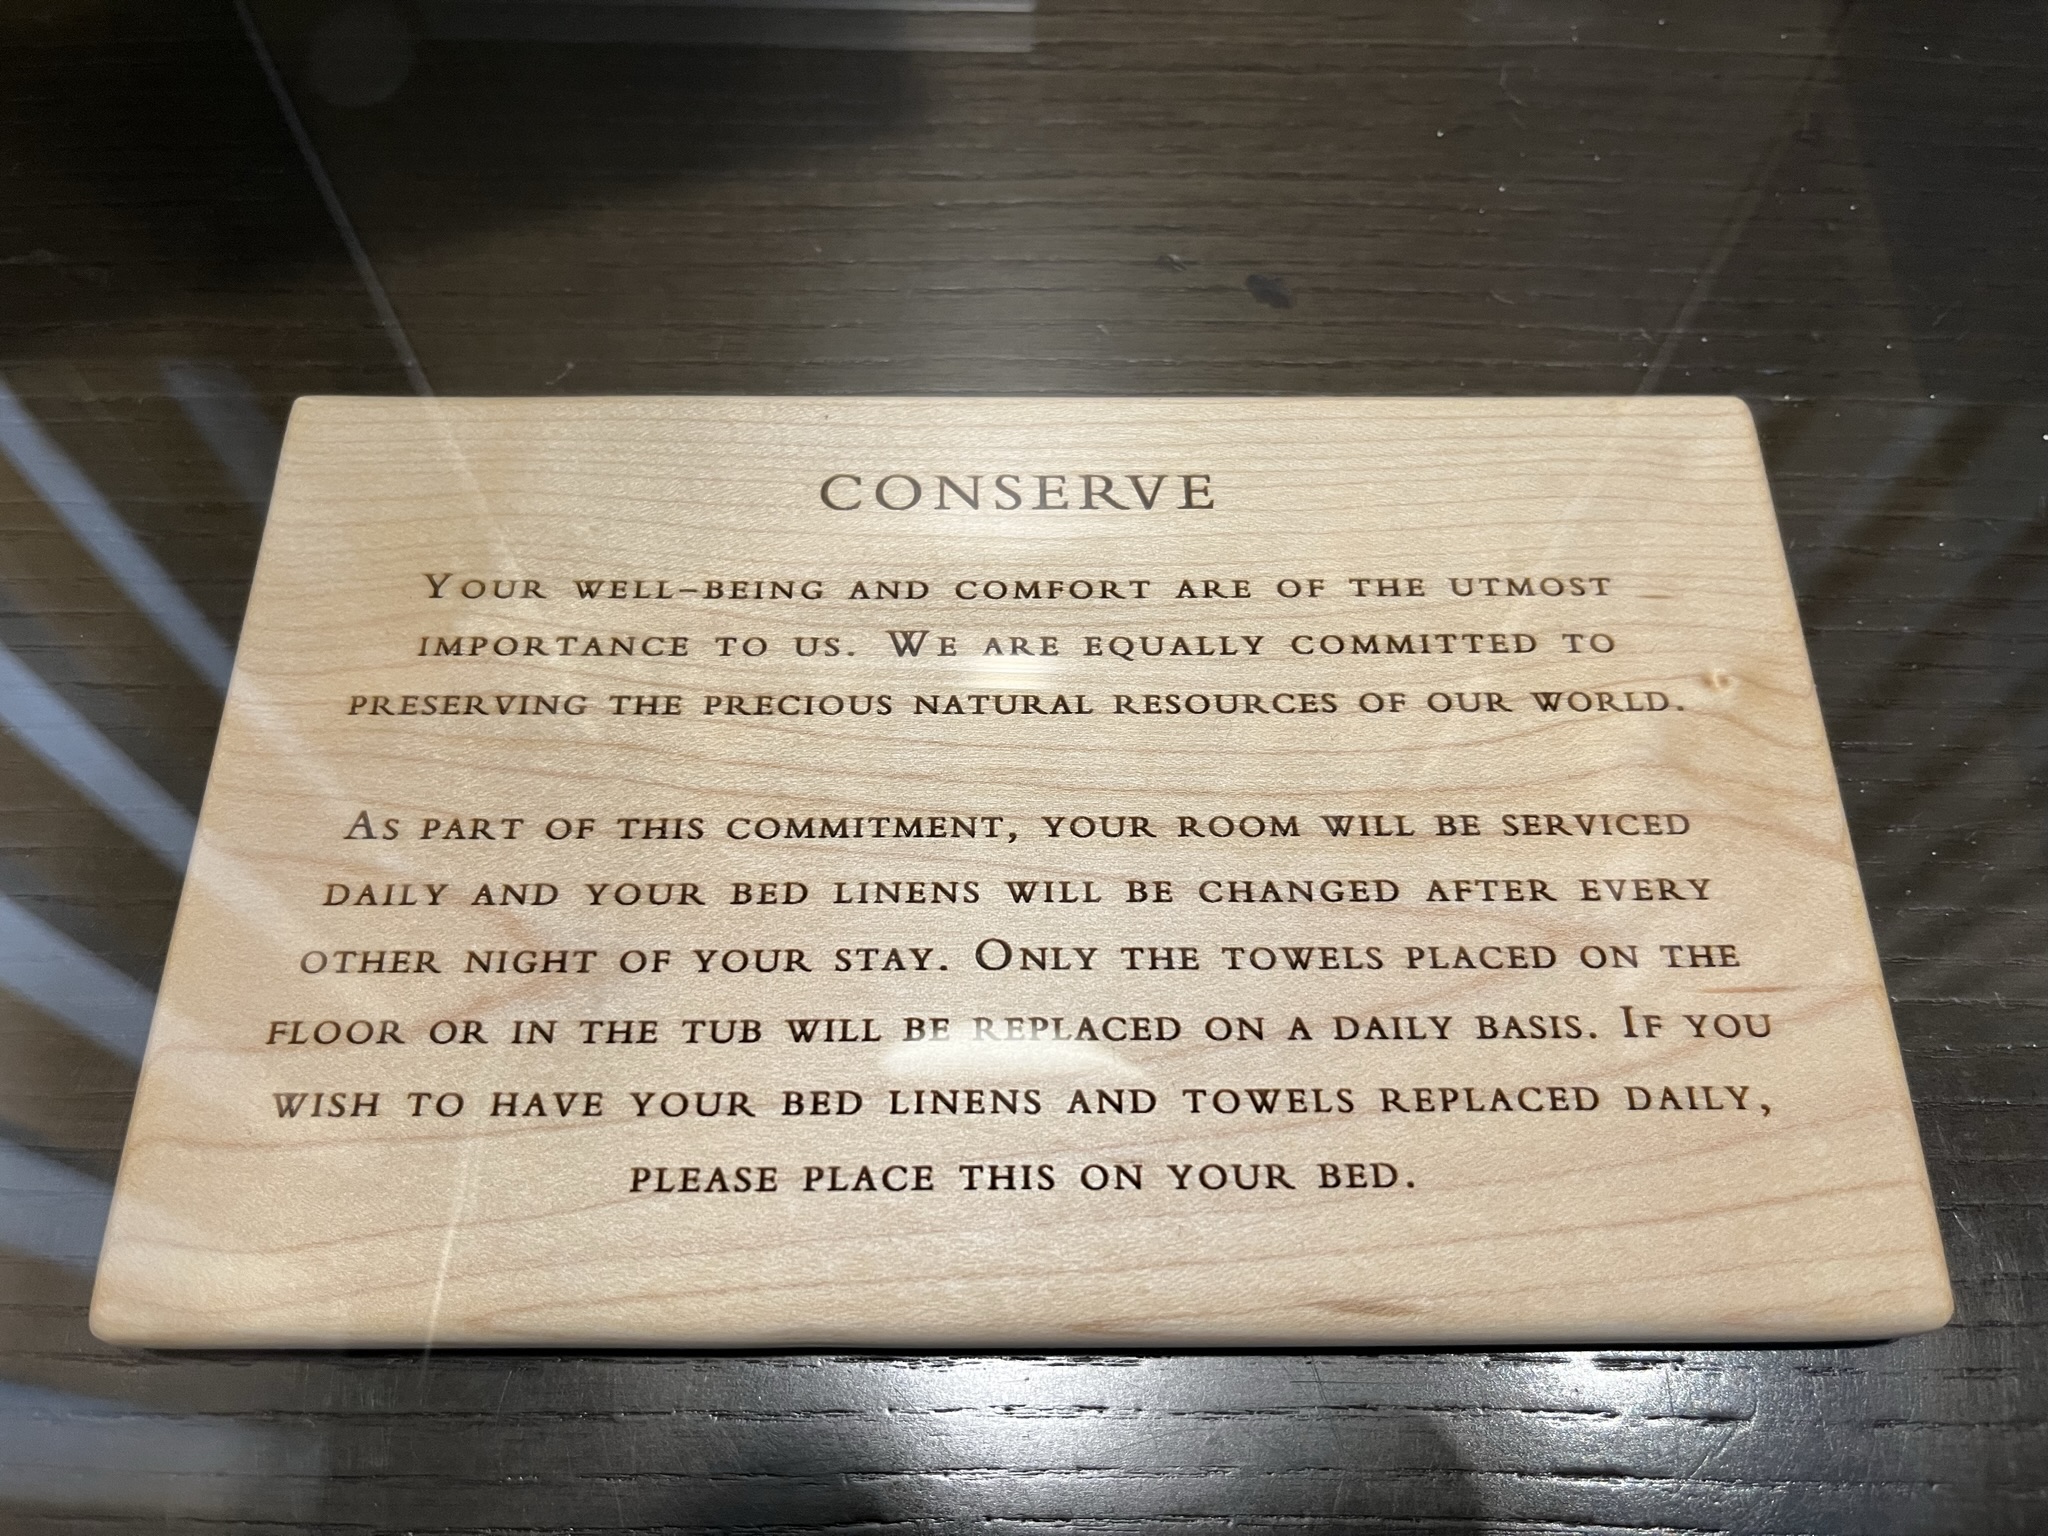 CONSERVE
YOUR WELL-BEING AND COMFORT ARE OF THE UTMOST
IMPORTANCE TO US. WE ARE EQUALLY COMMITTED TO
PRESERVING THE PRECIOUS NATURAL RESOURCES OF OUR WORLD.
AS PART OF THIS COMMITMENT, YOUR ROOM WILL BE SERVICED
DAILY AND YOUR BED LINENS WILL BE CHANGED AFTER EVERY
OTHER NIGHT OF YOUR STAY. ONLY THE TOWELS PLACED ON THE
FLOOR OR IN THE TUB WILL BE REPLACED ON A DAILY BASIS. IF YOU
WISH TO HAVE YOUR BED LINENS AND TOWELS REPLACED DAILY,
PLEASE PLACE THIS ON YOUR BED.